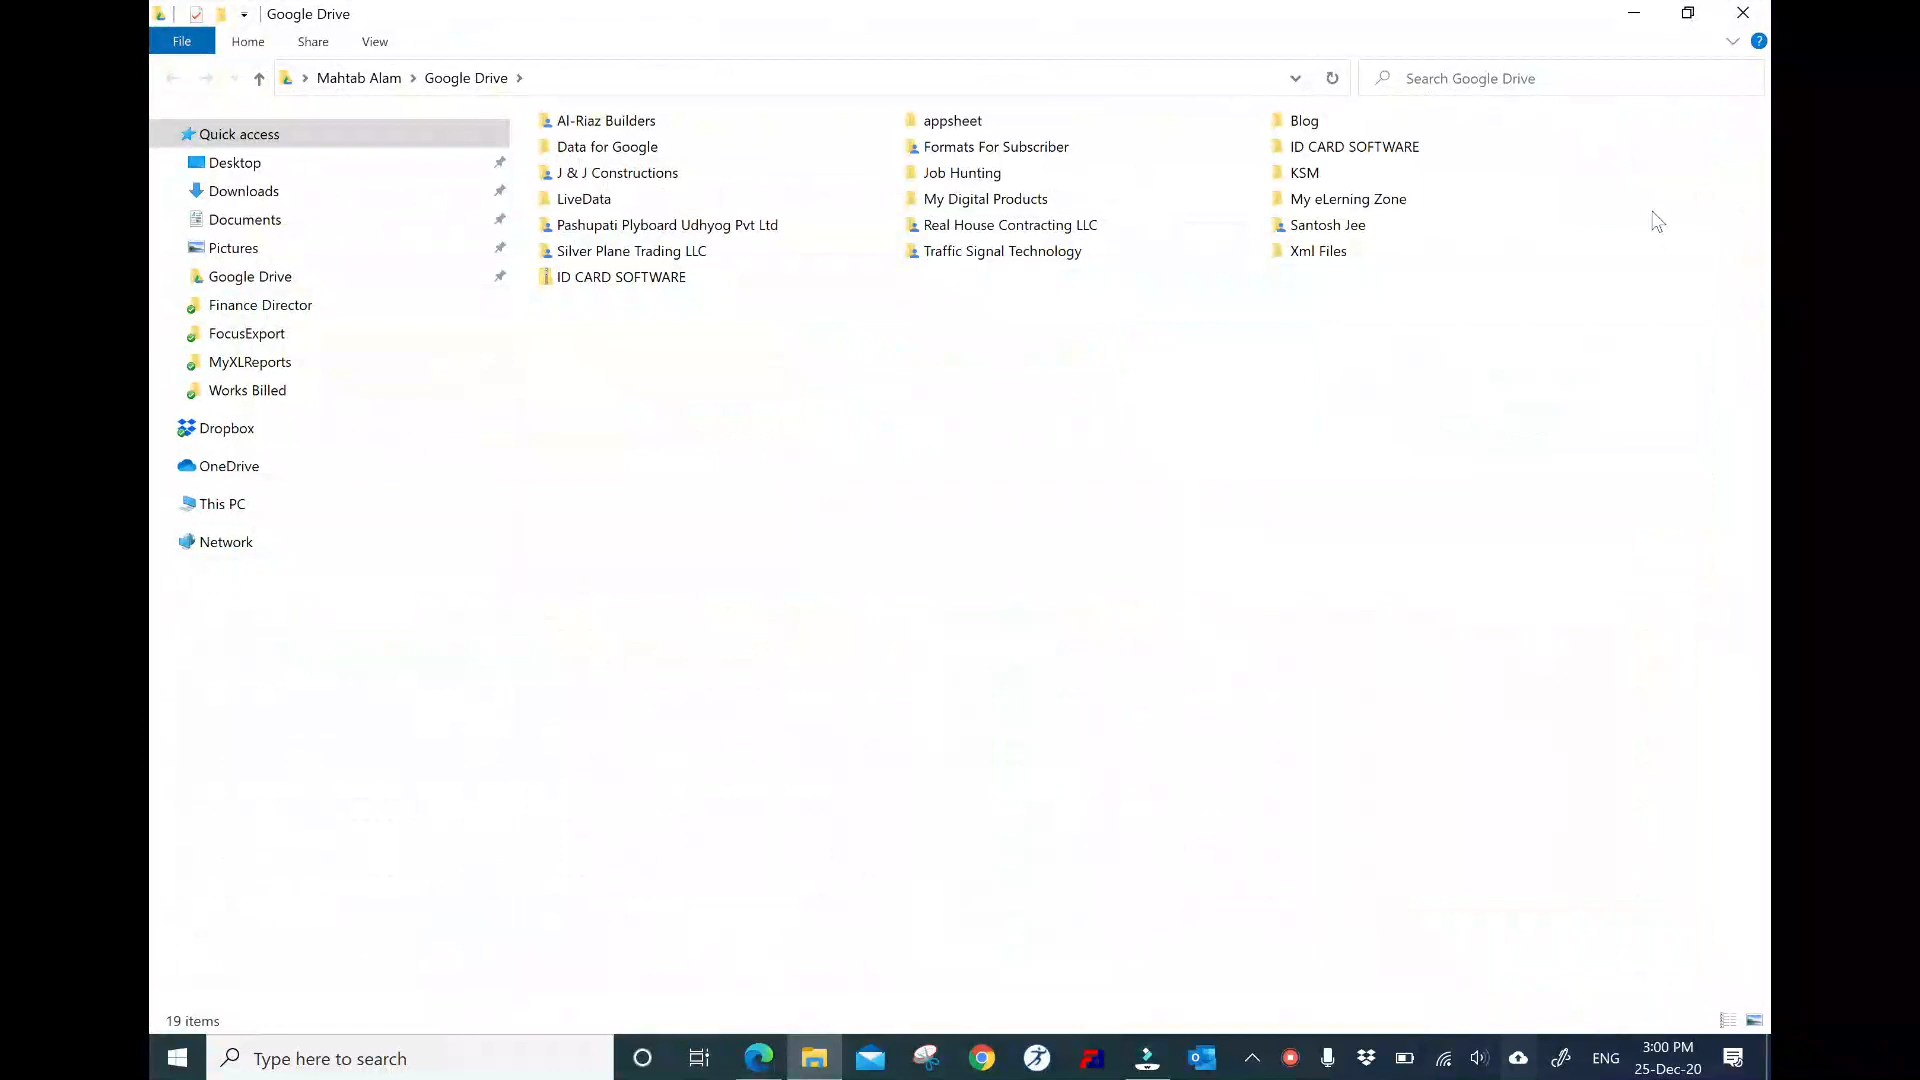 Google Drive
File Home Share View
Mahtab Alam Google Drive
Search Google Drive
Quick access
Desktop
Downloads
Documents
Pictures
Google Drive
Finance Director
FocusExport
MyXLReports
Works Billed
Dropbox
OneDrive
This PC
Network
Al-Riaz Builders appsheet Blog
Data for Google Formats For Subscriber ID CARD SOFTWARE
J & J Constructions Job Hunting KSM
LiveData My Digital Products My eLerning Zone
Pashupati Plyboard Udhyog Pvt Ltd Real House Contracting LLC Santosh Jee
Silver Plane Trading LLC Traffic Signal Technology Xml Files
ID CARD SOFTWARE
19 items
Type here to search
ENG
3:00 PM
25-Dec-20